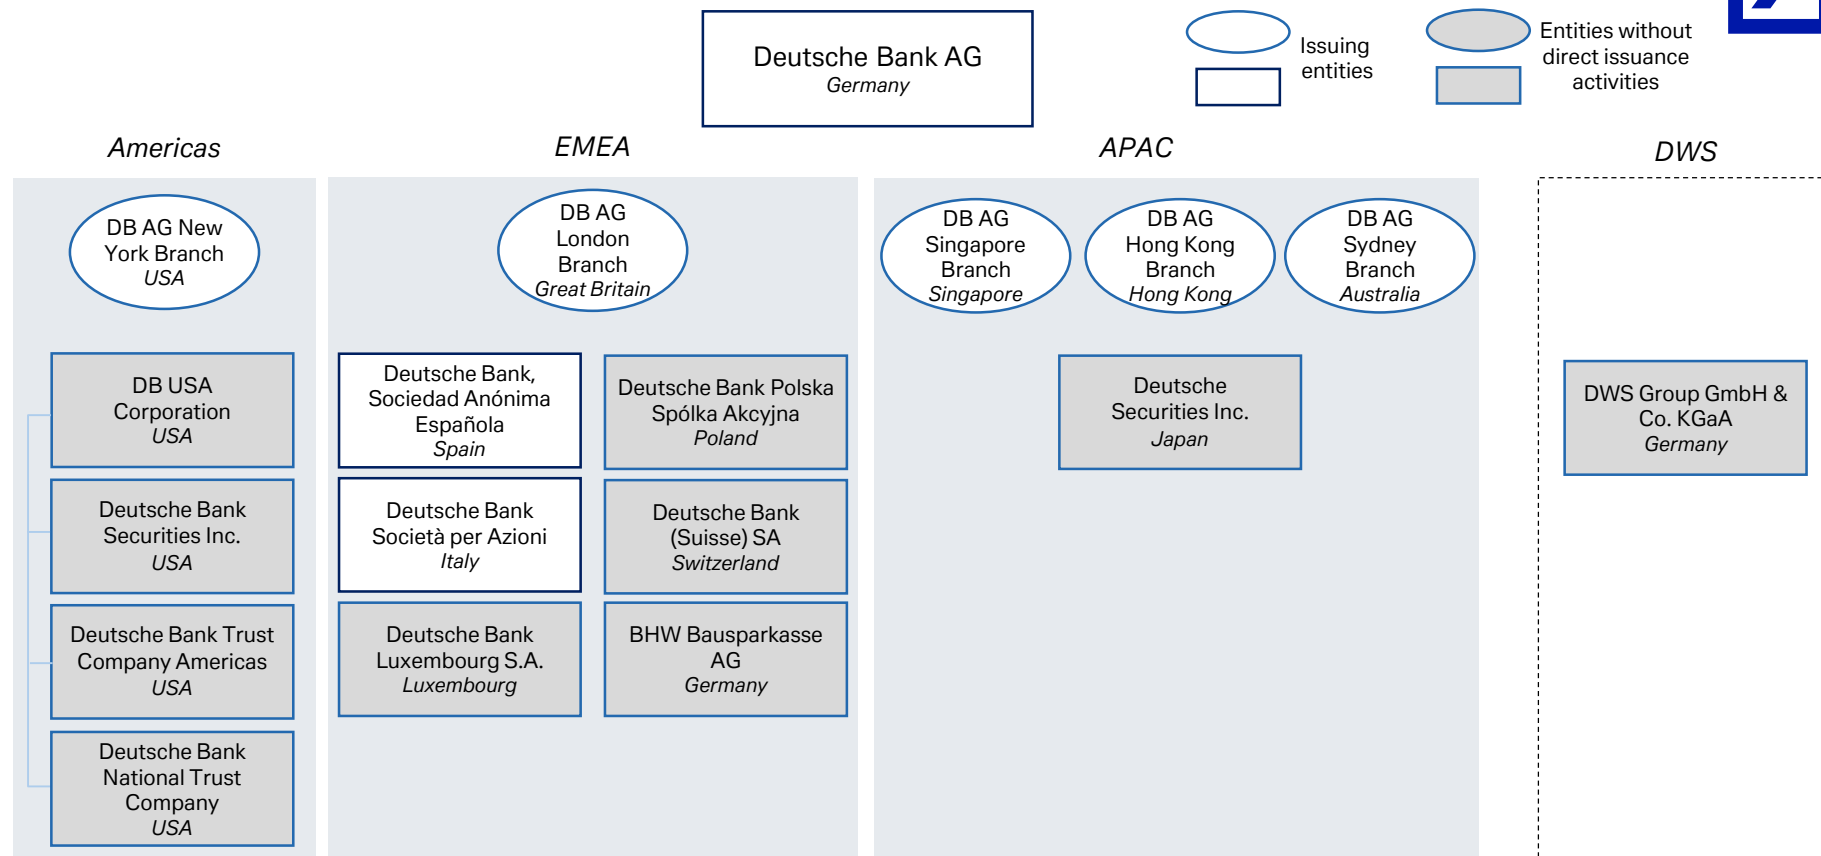 Deutsche Bank AG
Germany
Issuing
entities
Entities without
direct issuance
activities
Americas
EMEA
APAC
DWS
DB AG New
York Branch
USA
DB AG
London
Branch
Great Britain
DB AG
Singapore
Branch
Singapore
DB AG
Hong Kong
Branch
Hong Kong
DB AG
Sydney
Branch
Australia
DB USA
Corporation
USA
Deutsche Bank,
Sociedad Anónima
Española
Spain
Deutsche Bank Polska
Spólka Akcyjna
Poland
Deutsche
Securities Inc.
Japan
DWS Group GmbH &
Co. KGaA
Germany
Deutsche Bank
Securities Inc.
USA
Deutsche Bank
Società per Azioni
Italy
Deutsche Bank
(Suisse) SA
Switzerland
Deutsche Bank Trust
Company Americas
USA
Deutsche Bank
Luxembourg S.A.
Luxembourg
BHW Bausparkasse
AG
Germany
Deutsche Bank
National Trust
Company
USA